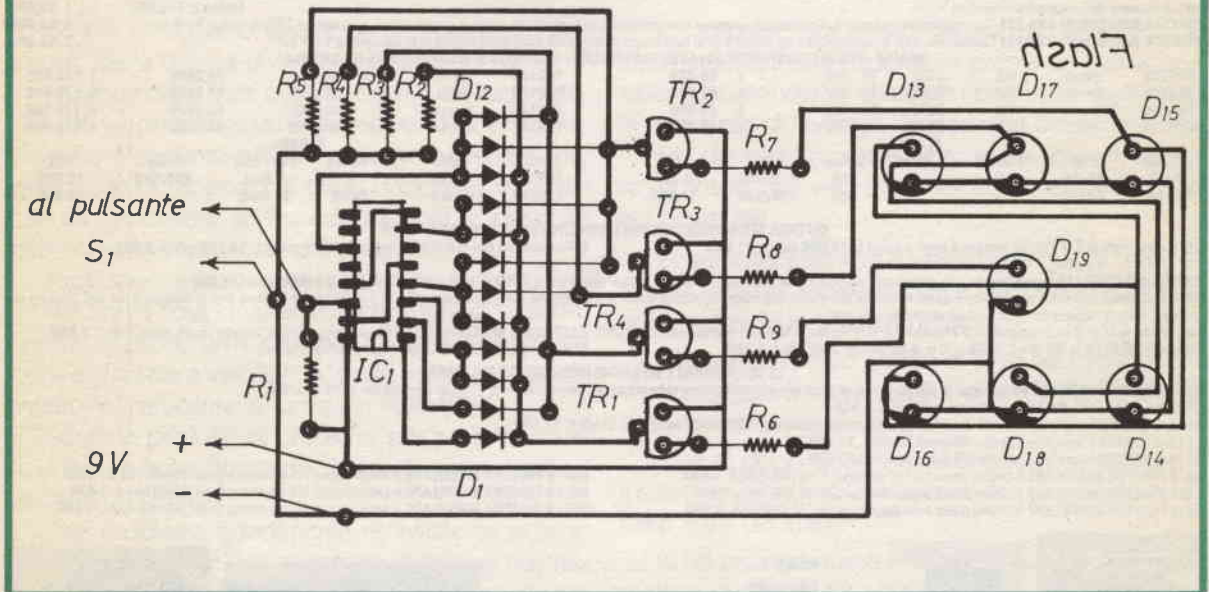 Flash
R5 R4 R3 R2 D12
TR2
D13 D17 D15
R7
al pulsante
S1
TR3
R8
D19
TR4
R9
R1 IC1
TR1
R6
D16 D18 D14
9V + -
D1